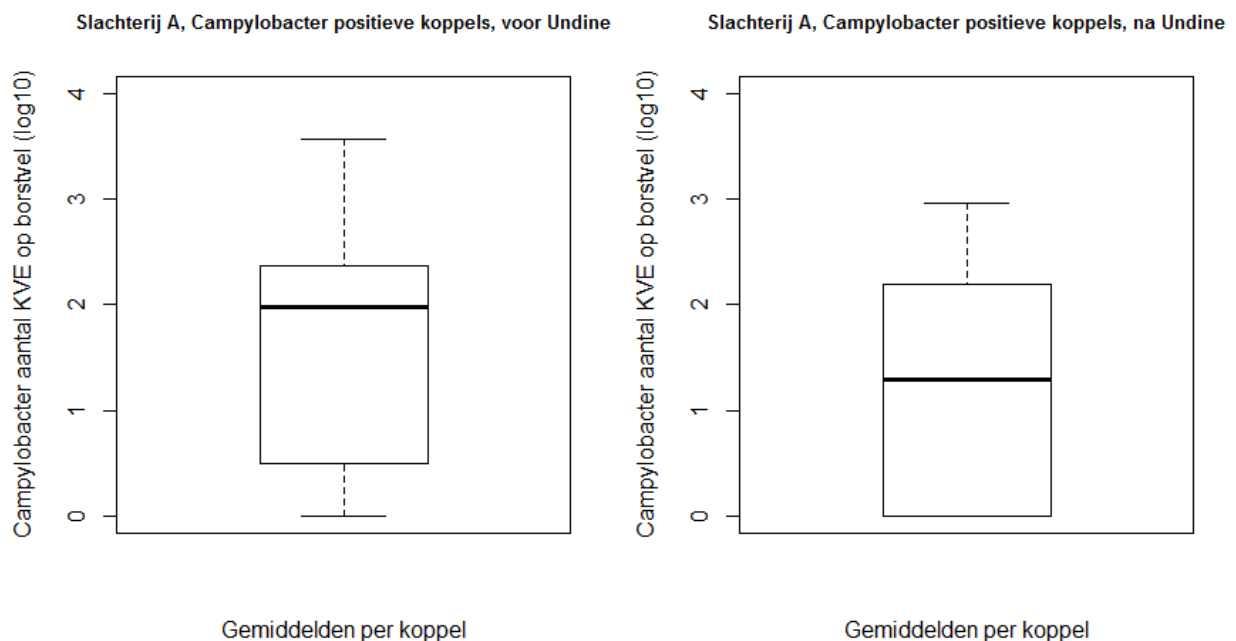 Slachterij A, Campylobacter positieve koppels, voor Undine
Campylobacter aantal KVE op borstvel (log10)
4
3
2
1
0
Gemiddelden per koppel
Slachterij A, Campylobacter positieve koppels, na Undine
Campylobacter aantal KVE op borstvel (log10)
4
3
2
1
0
Gemiddelden per koppel